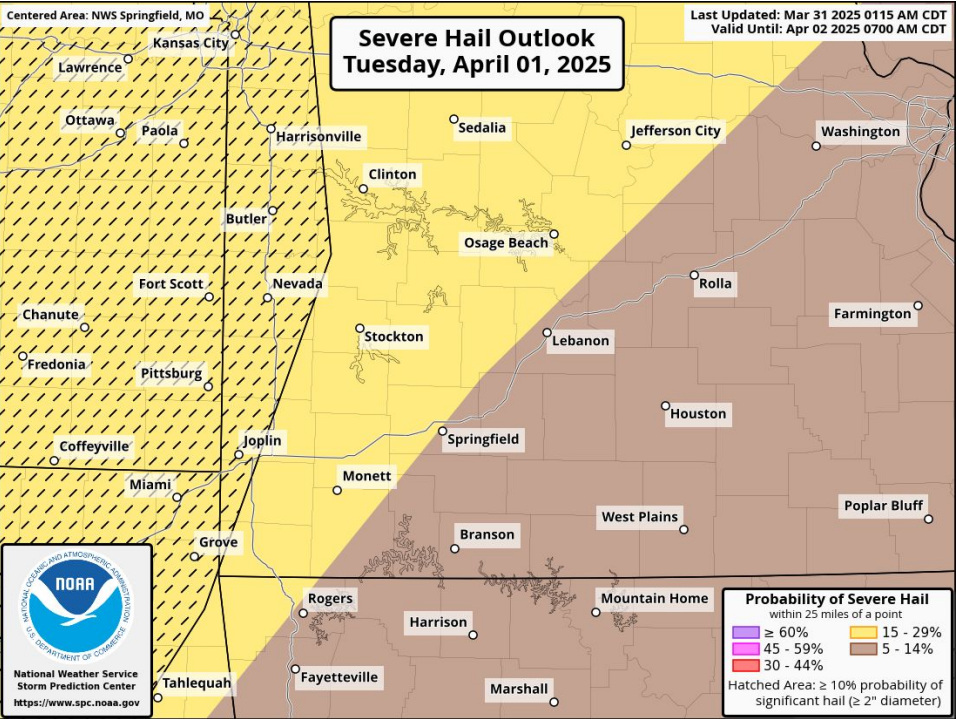 Centered Area: NWS Springfield, MO
Severe Hail Outlook
Tuesday, April 01, 2025
Last Updated: Mar 31 2025 0115 AM CDT
Valid Until: Apr 02 2025 0700 AM CDT
Kansas City
Lawrence
Ottawa
Paola
Harrisonville
Sedalia
Jefferson City
Washington
Clinton
Butler
Osage Beach
Fort Scott
Nevada
Rolla
Chanute
Farmington
Stockton
Lebanon
Fredonia
Pittsburg
Houston
Coffeyville
Joplin
Springfield
Miami
Monett
West Plains
Poplar Bluff
Grove
Branson
Rogers
Harrison
Mountain Home
Tahlequah
Fayetteville
Marshall
NATIONAL OCEANIC AND ATMOSPHERIC ADMINISTRATION
NOAA
U.S. DEPARTMENT OF COMMERCE
National Weather Service
Storm Prediction Center
https://www.spc.noaa.gov
Probability of Severe Hail
within 25 miles of a point
≥ 60%
15 - 29%
45 - 59%
5 - 14%
30 - 44%
Hatched Area: ≥ 10% probability of
significant hail (≥ 2" diameter)